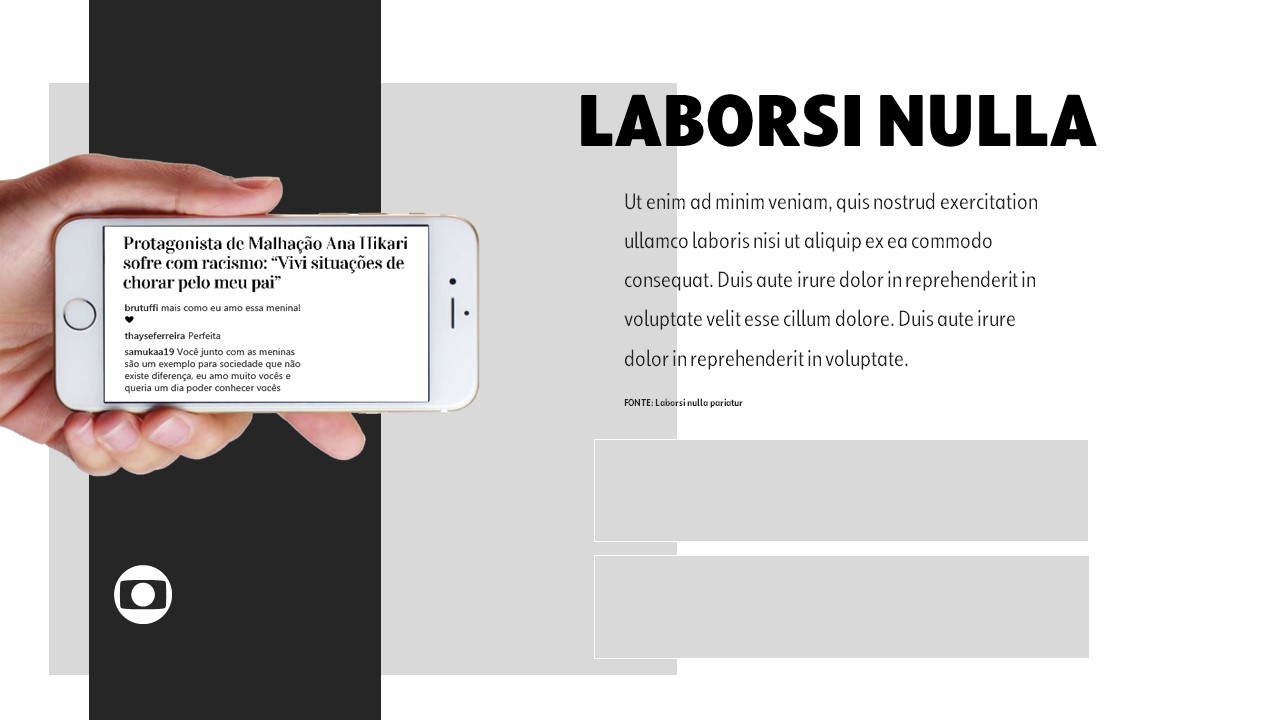 LABORSI NULLA
Ut enim ad minim veniam, quis nostrud exercitation
ullamco laboris nisi ut aliquip ex ea commodo
consequat. Duis aute irure dolor in reprehenderit in
voluptate velit esse cillum dolore. Duis aute irure
dolor in reprehenderit in voluptate.
FONTE: Laborsi nulla pariatur
Protagonista de Malhação Ana Hikari
sofre com racismo: “Vivi situações de
chorar pelo meu pai”
brutuffi mais como eu amo essa menina!
♥
thayseferreira Perfeita
samukaa19 Você junto com as meninas
são um exemplo para sociedade que não
existe diferença, eu amo muito vocês e
queria um dia poder conhecer vocês